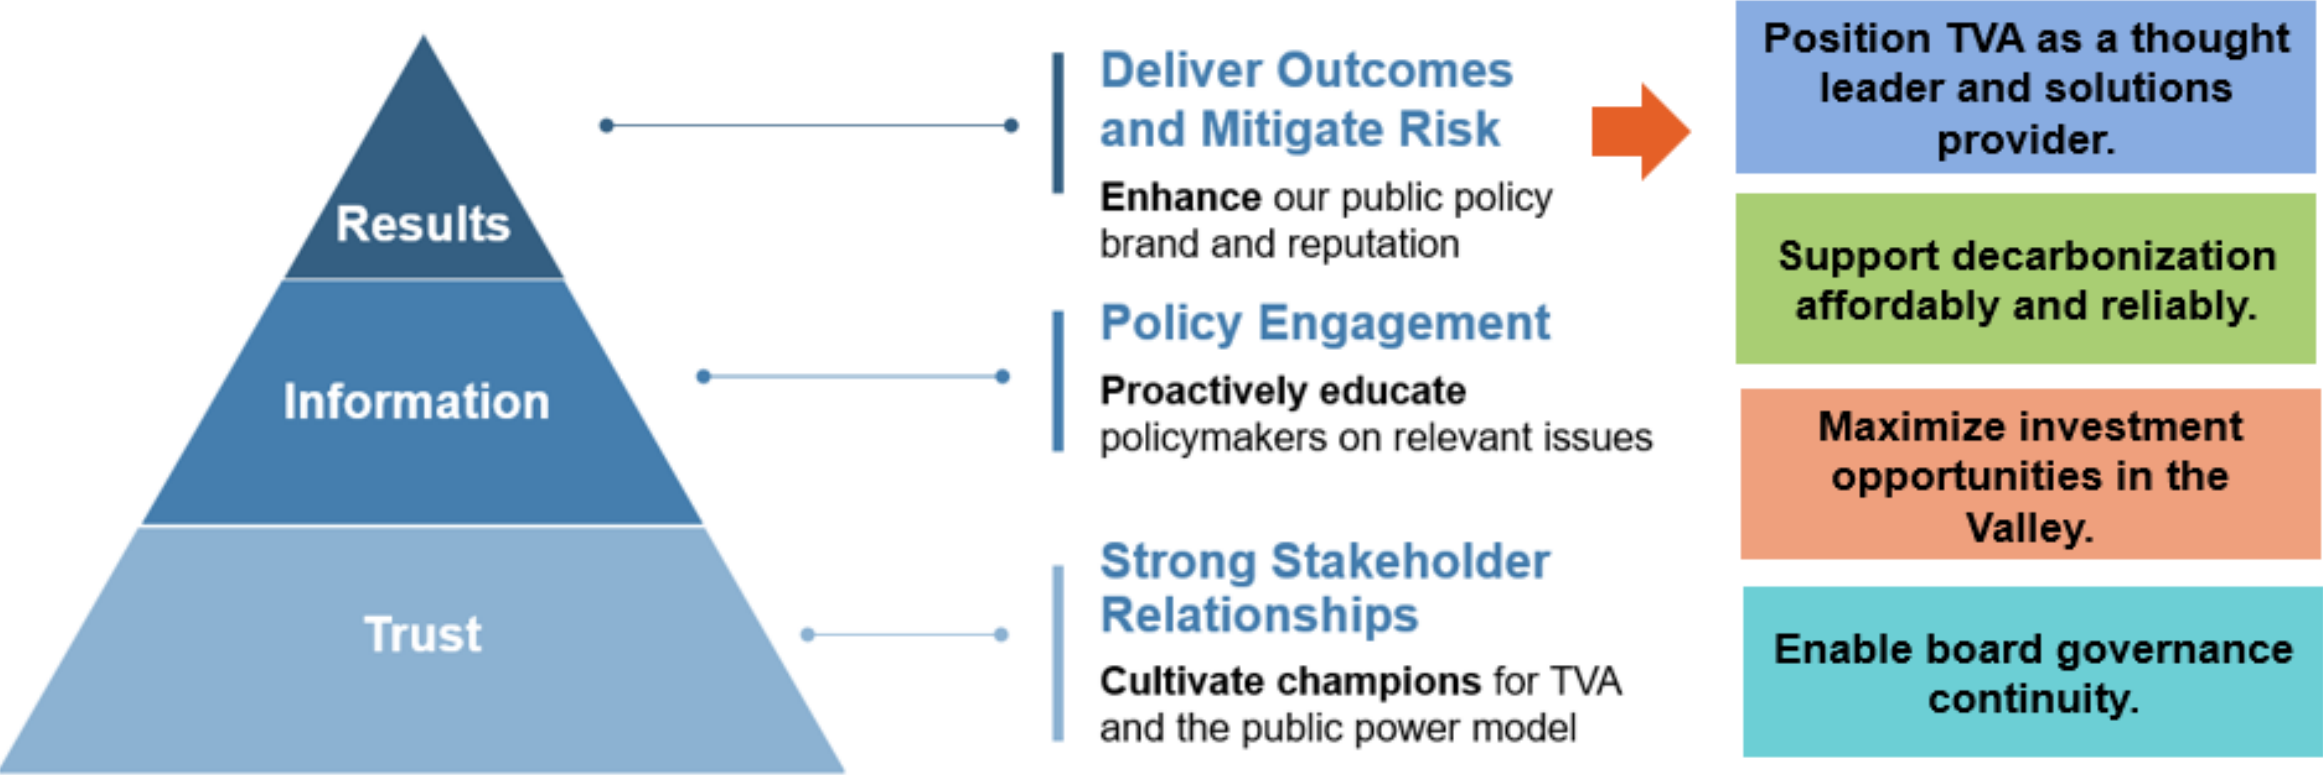 Results
Information
Trust
Deliver Outcomes
and Mitigate Risk
Enhance our public policy
brand and reputation
Policy Engagement
Proactively educate
policymakers on relevant issues
Strong Stakeholder
Relationships
Cultivate champions for TVA
and the public power model
Position TVA as a thought
leader and solutions
provider.
Support decarbonization
affordably and reliably.
Maximize investment
opportunities in the
Valley.
Enable board governance
continuity.